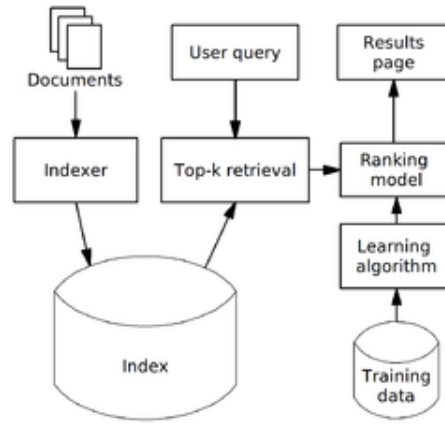 Documents
User query
Results
page
Indexer
Top-k retrieval
Ranking
model
Learning
algorithm
Index
Training
data